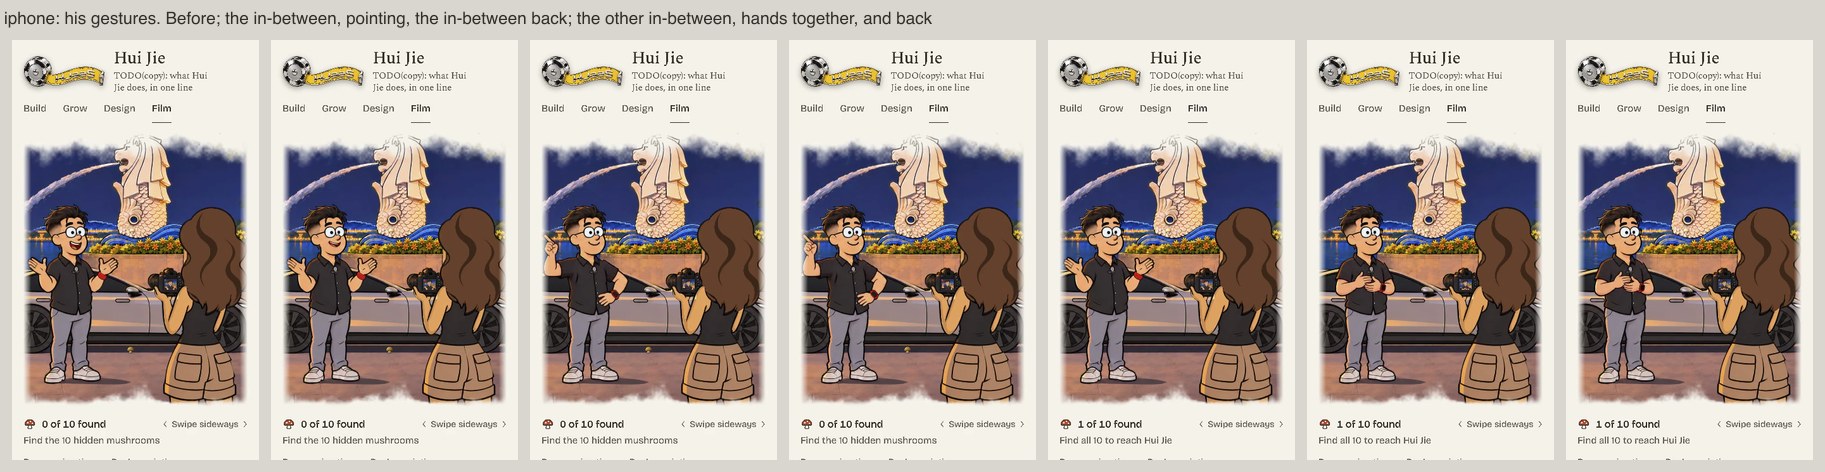 iphone: his gestures. Before; the in-between, pointing, the in-between back; the other in-between, hands together, and back
Hui Jie
TODO(copy): what Hui
Jie does, in one line
Build Grow Design Film
0 of 10 found
‹ Swipe sideways ›
Find the 10 hidden mushrooms
Hui Jie
TODO(copy): what Hui
Jie does, in one line
Build Grow Design Film
0 of 10 found
‹ Swipe sideways ›
Find the 10 hidden mushrooms
Hui Jie
TODO(copy): what Hui
Jie does, in one line
Build Grow Design Film
0 of 10 found
‹ Swipe sideways ›
Find the 10 hidden mushrooms
Hui Jie
TODO(copy): what Hui
Jie does, in one line
Build Grow Design Film
0 of 10 found
‹ Swipe sideways ›
Find the 10 hidden mushrooms
Hui Jie
TODO(copy): what Hui
Jie does, in one line
Build Grow Design Film
1 of 10 found
‹ Swipe sideways ›
Find all 10 to reach Hui Jie
Hui Jie
TODO(copy): what Hui
Jie does, in one line
Build Grow Design Film
1 of 10 found
‹ Swipe sideways ›
Find all 10 to reach Hui Jie
Hui Jie
TODO(copy): what Hui
Jie does, in one line
Build Grow Design Film
1 of 10 found
‹ Swipe sideways ›
Find all 10 to reach Hui Jie